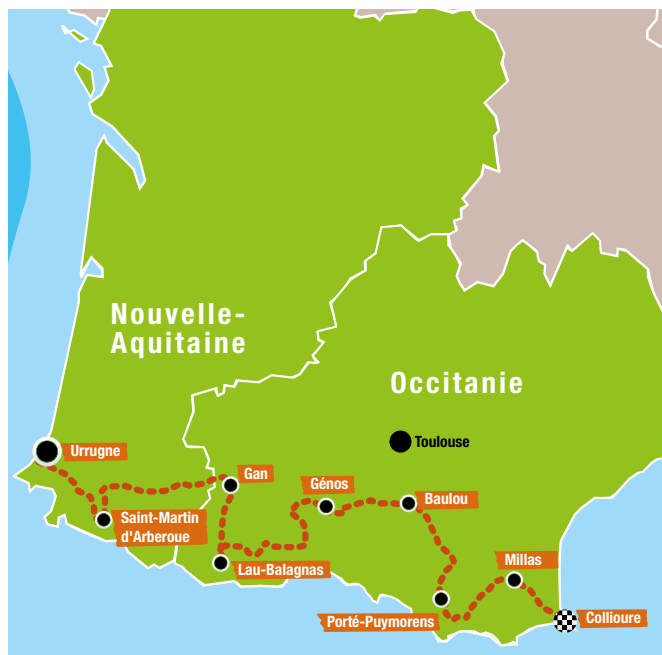 Nouvelle-
Aquitaine
Occitanie
Toulouse
Urrugne
Gan
Génos
Baulou
Saint-Martin
d'Arberoue
Lau-Balagnas
Millas
Porté-Puymorens
Collioure